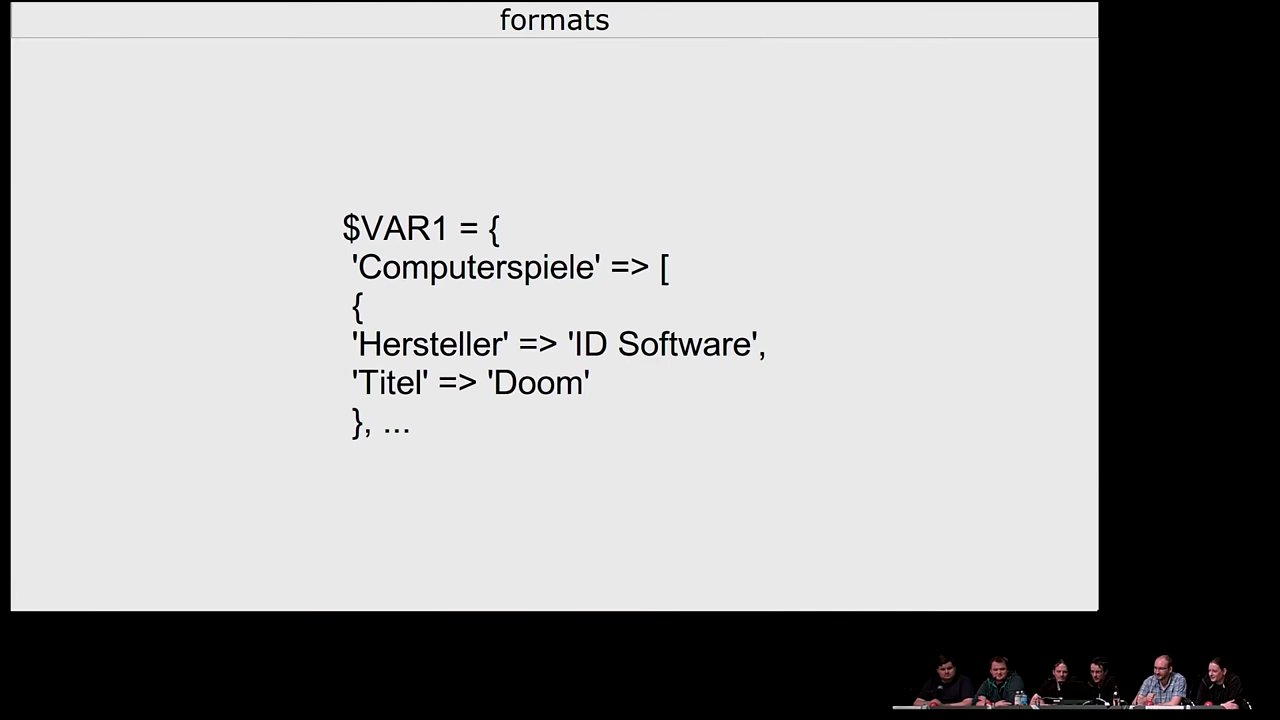 formats
$VAR1 = {
'Computerspiele' => [
{
'Hersteller' => 'ID Software',
'Titel' => 'Doom'
}, ...